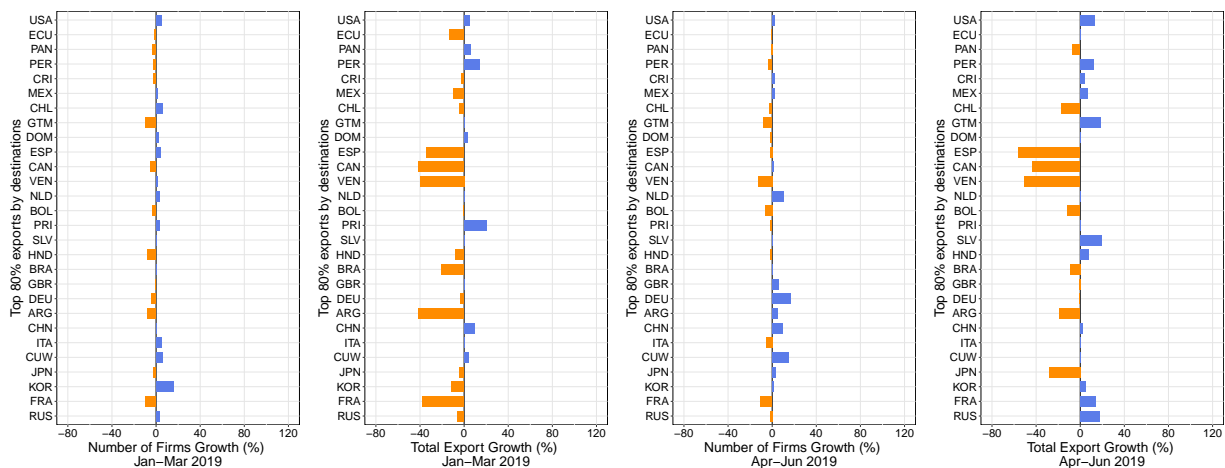 Top 80% exports by destinations
USA
ECU
PAN
PER
CRI
MEX
CHL
GTM
DOM
ESP
CAN
VEN
NLD
BOL
PRI
SLV
HND
BRA
GBR
DEU
ARG
CHN
ITA
CUW
JPN
KOR
FRA
RUS
−80 −40 0 40 80 120
Number of Firms Growth (%)
Jan−Mar 2019
Top 80% exports by destinations
USA
ECU
PAN
PER
CRI
MEX
CHL
GTM
DOM
ESP
CAN
VEN
NLD
BOL
PRI
SLV
HND
BRA
GBR
DEU
ARG
CHN
ITA
CUW
JPN
KOR
FRA
RUS
−80 −40 0 40 80 120
Total Export Growth (%)
Jan−Mar 2019
Top 80% exports by destinations
USA
ECU
PAN
PER
CRI
MEX
CHL
GTM
DOM
ESP
CAN
VEN
NLD
BOL
PRI
SLV
HND
BRA
GBR
DEU
ARG
CHN
ITA
CUW
JPN
KOR
FRA
RUS
−80 −40 0 40 80 120
Number of Firms Growth (%)
Apr−Jun 2019
Top 80% exports by destinations
USA
ECU
PAN
PER
CRI
MEX
CHL
GTM
DOM
ESP
CAN
VEN
NLD
BOL
PRI
SLV
HND
BRA
GBR
DEU
ARG
CHN
ITA
CUW
JPN
KOR
FRA
RUS
−80 −40 0 40 80 120
Total Export Growth (%)
Apr−Jun 2019